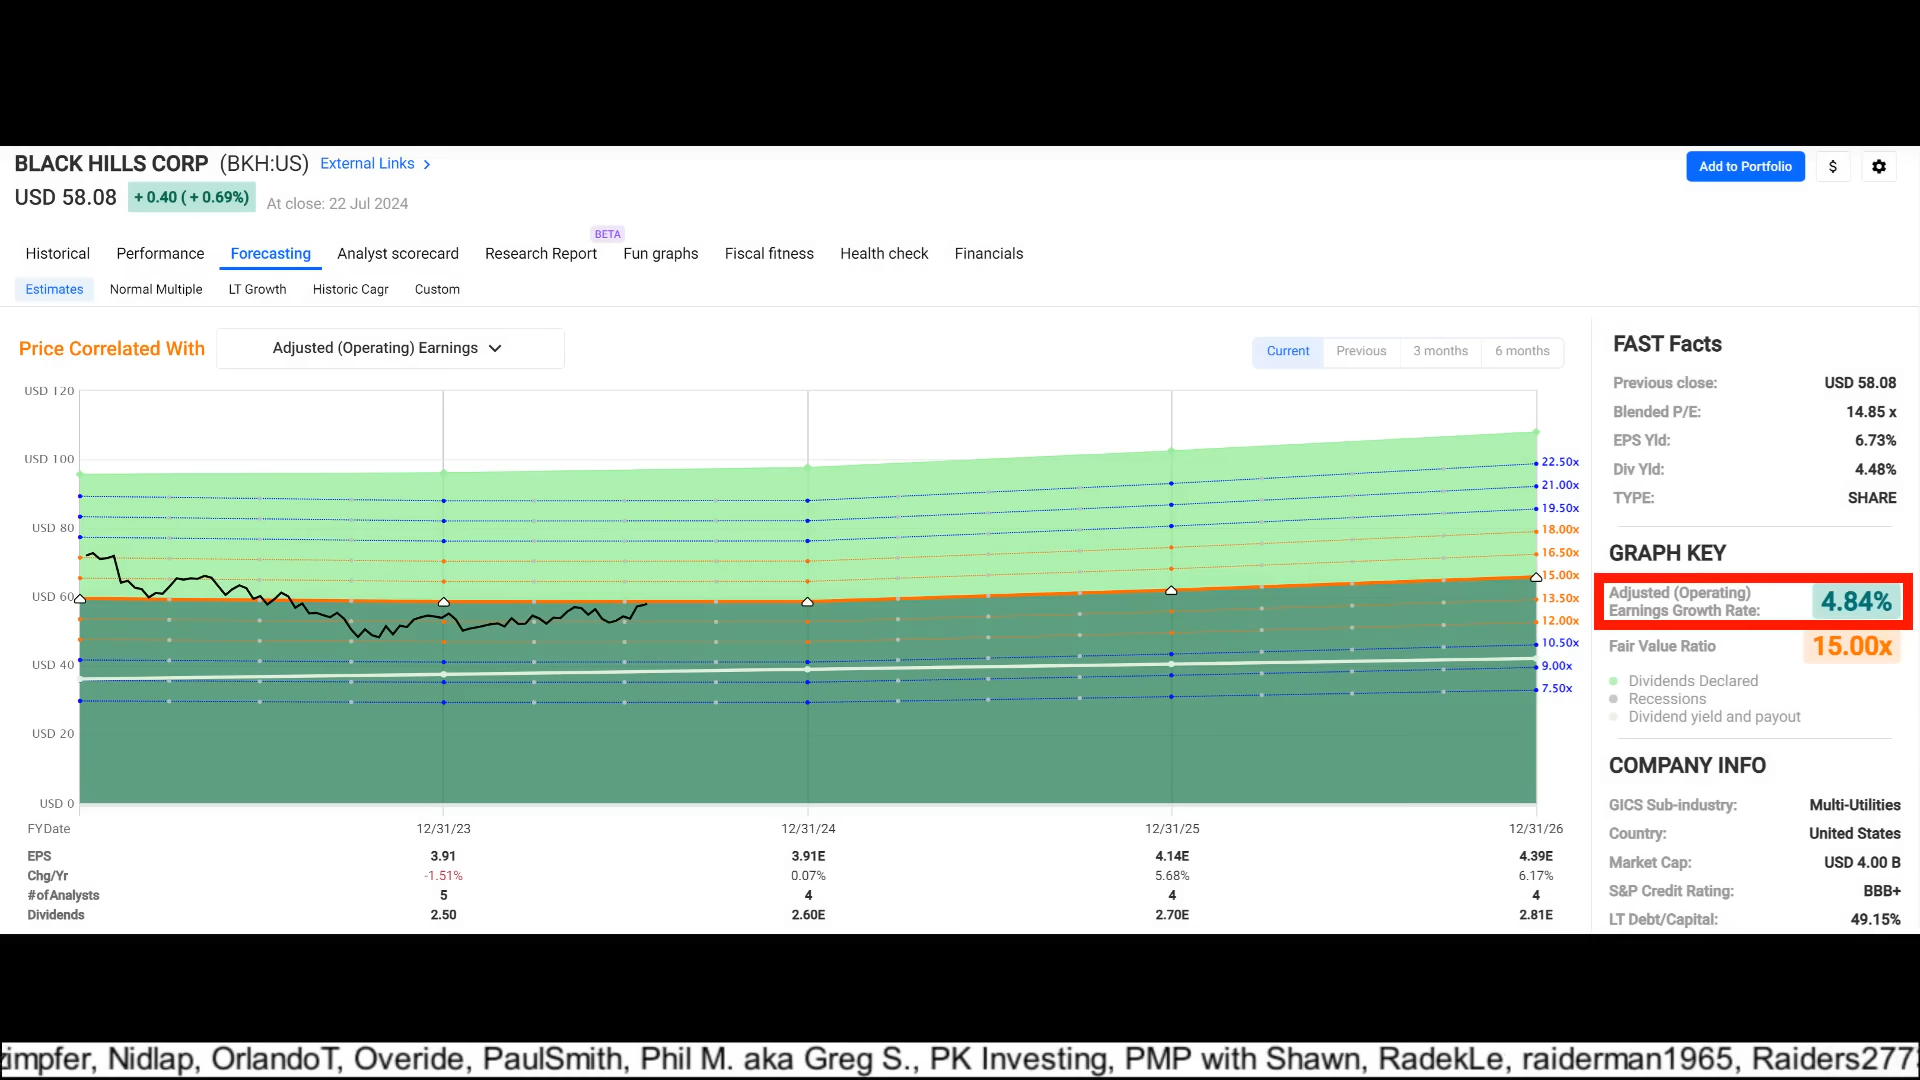 BLACK HILLS CORP (BKH:US) External Links >
Add to Portfolio $
USD 58.08 + 0.40 ( + 0.69%) At close: 22 Jul 2024
BETA
Historical Performance Forecasting Analyst scorecard Research Report Fun graphs Fiscal fitness Health check Financials
Estimates Normal Multiple LT Growth Historic Cagr Custom
Price Correlated With Adjusted (Operating) Earnings
Current Previous 3 months 6 months
USD 120
USD 100
USD 80
USD 60
USD 40
USD 20
USD 0
22.50x
21.00x
19.50x
18.00x
16.50x
15.00x
13.50x
12.00x
10.50x
9.00x
7.50x
FY Date 12/31/23 12/31/24 12/31/25 12/31/26
EPS 3.91 3.91E 4.14E 4.39E
Chg/Yr -1.51% 0.07% 5.68% 6.17%
#ofAnalysts 5 4 4 4
Dividends 2.50 2.60E 2.70E 2.81E
FAST Facts
Previous close: USD 58.08
Blended P/E: 14.85 x
EPS Yld: 6.73%
Div Yld: 4.48%
TYPE: SHARE
GRAPH KEY
Adjusted (Operating)
Earnings Growth Rate: 4.84%
Fair Value Ratio 15.00x
Dividends Declared
Recessions
Dividend yield and payout
COMPANY INFO
GICS Sub-industry: Multi-Utilities
Country: United States
Market Cap: USD 4.00 B
S&P Credit Rating: BBB+
LT Debt/Capital: 49.15%
zimpfer, Nidlap, OrlandoT, Overide, PaulSmith, Phil M. aka Greg S., PK Investing, PMP with Shawn, RadekLe, raiderman1965, Raiders277